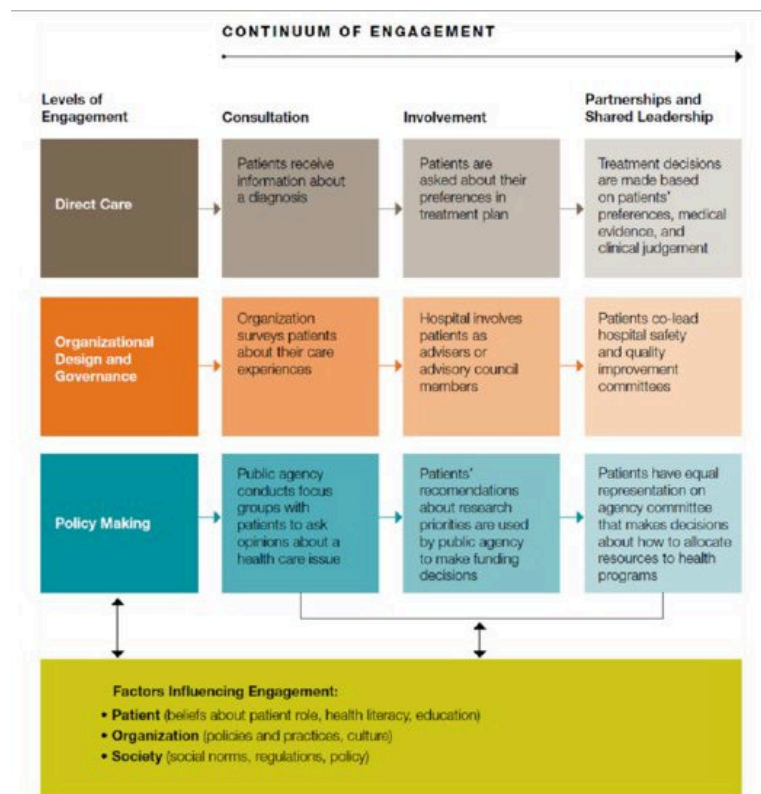 CONTINUUM OF ENGAGEMENT
Levels of
Engagement
Consultation
Involvement
Partnerships and
Shared Leadership
Direct Care
Patients receive
information about
a diagnosis
Patients are
asked about their
preferences in
treatment plan
Treatment decisions
are made based
on patients'
preferences, medical
evidence, and
clinical judgement
Organizational
Design and
Governance
Organization
surveys patients
about their care
experiences
Hospital involves
patients as
advisers or
advisory council
members
Patients co-lead
hospital safety
and quality
improvement
committees
Policy Making
Public agency
conducts focus
groups with
patients to ask
opinions about a
health care issue
Patients'
recomendations
about research
priorities are used
by public agency
to make funding
decisions
Patients have equal
representation on
agency committee
that makes decisions
about how to allocate
resources to health
programs
Factors Influencing Engagement:
• Patient (beliefs about patient role, health literacy, education)
• Organization (policies and practices, culture)
• Society (social norms, regulations, policy)